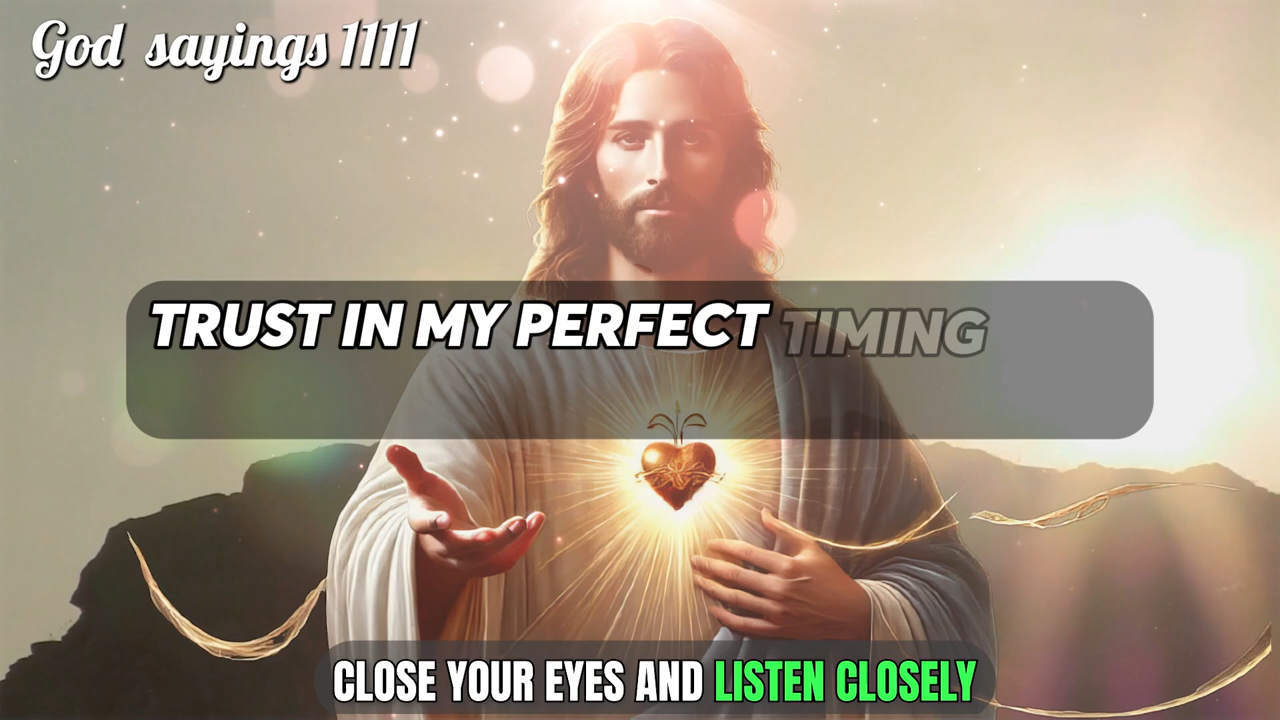 God sayings 1111
TRUST IN MY PERFECT TIMING
CLOSE YOUR EYES AND LISTEN CLOSELY